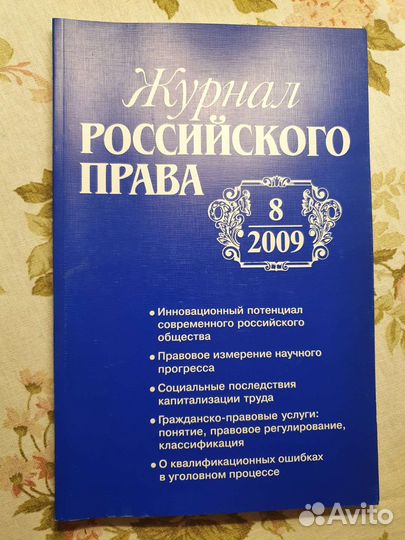 Журнал
РОССИЙСКОГО
ПРАВА
8
2009
• Инновационный потенциал
современного российского
общества
• Правовое измерение научного
прогресса
• Социальные последствия
капитализации труда
• Гражданско-правовые услуги:
понятие, правовое регулирование,
классификация
• О квалификационных ошибках
в уголовном процессе
Avito